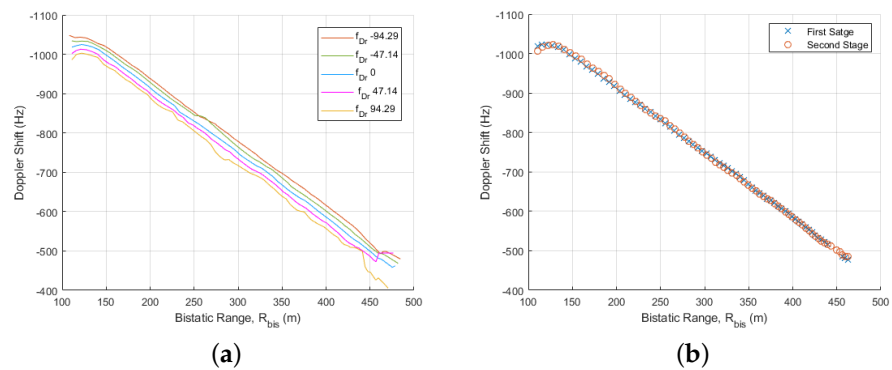 -1100
-1000
-900
-800
-700
-600
-500
-400
Doppler Shift (Hz)
100 150 200 250 300 350 400 450 500
Bistatic Range, R_bis (m)
f_Dr -94.29
f_Dr -47.14
f_Dr 0
f_Dr 47.14
f_Dr 94.29
(a)
-1100
-1000
-900
-800
-700
-600
-500
-400
Doppler Shift (Hz)
100 150 200 250 300 350 400 450 500
Bistatic Range, R_bis (m)
First Satge
Second Stage
(b)